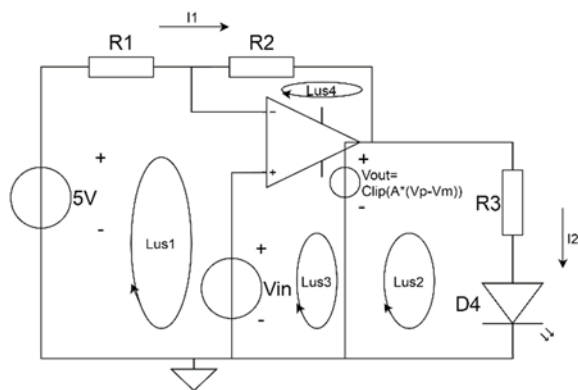 I1
R1
R2
Lus4
−
+
+
5V
-
Lus1
+
Vin
-
Lus3
+
Vout=
Clip(A*(Vp-Vm))
-
Lus2
R3
I2
D4